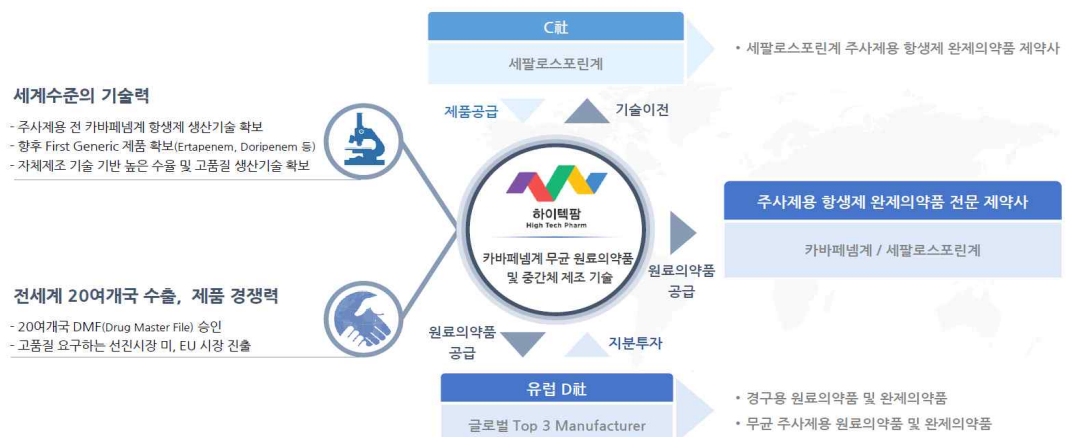 C社
세팔로스포린계
• 세팔로스포린계 주사제용 항생제 완제의약품 제약사
제품공급
기술이전
세계수준의 기술력
- 주사제용 전 카바페넴계 항생제 생산기술 확보
- 향후 First Generic 제품 확보(Ertapenem, Doripenem 등)
- 자체제조 기술 기반 높은 수율 및 고품질 생산기술 확보
하이텍팜
High Tech Pharm
카바페넴계 무균 원료의약품
및 중간체 제조 기술
원료의약품
공급
주사제용 항생제 완제의약품 전문 제약사
카바페넴계 / 세팔로스포린계
전세계 20여개국 수출, 제품 경쟁력
- 20여개국 DMF(Drug Master File) 승인
- 고품질 요구하는 선진시장 미, EU 시장 진출
원료의약품
공급
지분투자
유럽 D社
글로벌 Top 3 Manufacturer
• 경구용 원료의약품 및 완제의약품
• 무균 주사제용 원료의약품 및 완제의약품